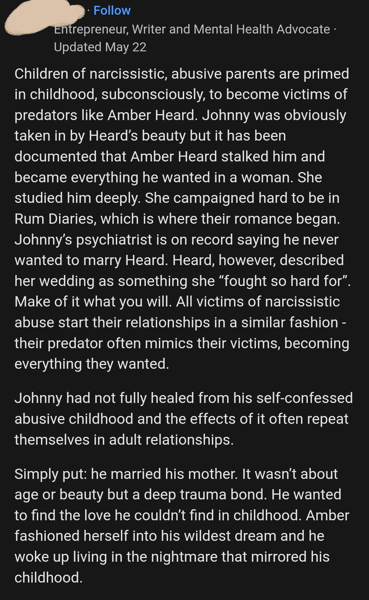 · Follow
Entrepreneur, Writer and Mental Health Advocate ·
Updated May 22
Children of narcissistic, abusive parents are primed
in childhood, subconsciously, to become victims of
predators like Amber Heard. Johnny was obviously
taken in by Heard’s beauty but it has been
documented that Amber Heard stalked him and
became everything he wanted in a woman. She
studied him deeply. She campaigned hard to be in
Rum Diaries, which is where their romance began.
Johnny’s psychiatrist is on record saying he never
wanted to marry Heard. Heard, however, described
her wedding as something she “fought so hard for”.
Make of it what you will. All victims of narcissistic
abuse start their relationships in a similar fashion -
their predator often mimics their victims, becoming
everything they wanted.
Johnny had not fully healed from his self-confessed
abusive childhood and the effects of it often repeat
themselves in adult relationships.
Simply put: he married his mother. It wasn’t about
age or beauty but a deep trauma bond. He wanted
to find the love he couldn’t find in childhood. Amber
fashioned herself into his wildest dream and he
woke up living in the nightmare that mirrored his
childhood.